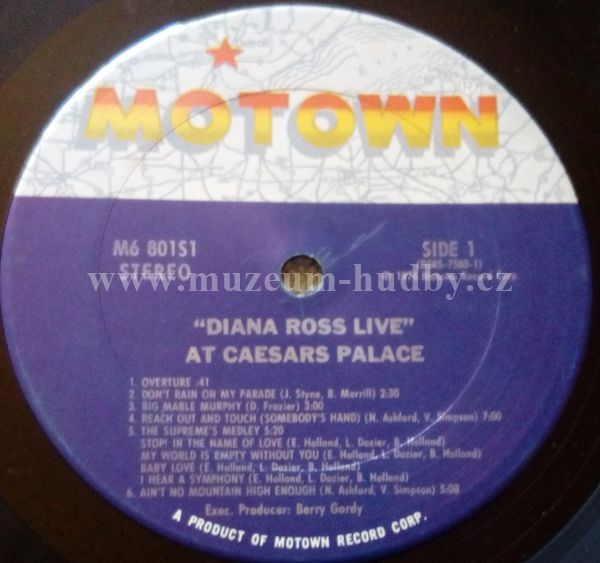 MOTOWN
®
M6 801S1
STEREO
SIDE 1
www.muzeum-hudby.cz
"DIANA ROSS LIVE"
AT CAESARS PALACE
1. OVERTURE :41
2. DON'T RAIN ON MY PARADE (J. Styne, B. Merrill) 2:30
3. BIG MABLE MURPHY (D. Frazier) 3:00
4. REACH OUT AND TOUCH (SOMEBODY'S HAND) (N. Ashford, V. Simpson) 7:00
5. THE SUPREME'S MEDLEY 5:20
STOP! IN THE NAME OF LOVE (E. Holland, L. Dozier, B. Holland)
MY WORLD IS EMPTY WITHOUT YOU (E. Holland, L. Dozier, B. Holland)
BABY LOVE (E. Holland, L. Dozier, B. Holland)
I HEAR A SYMPHONY (E. Holland, L. Dozier, B. Holland)
6. AIN'T NO MOUNTAIN HIGH ENOUGH (N. Ashford, V. Simpson) 5:08
Exec. Producer: Berry Gordy
A PRODUCT OF MOTOWN RECORD CORP.